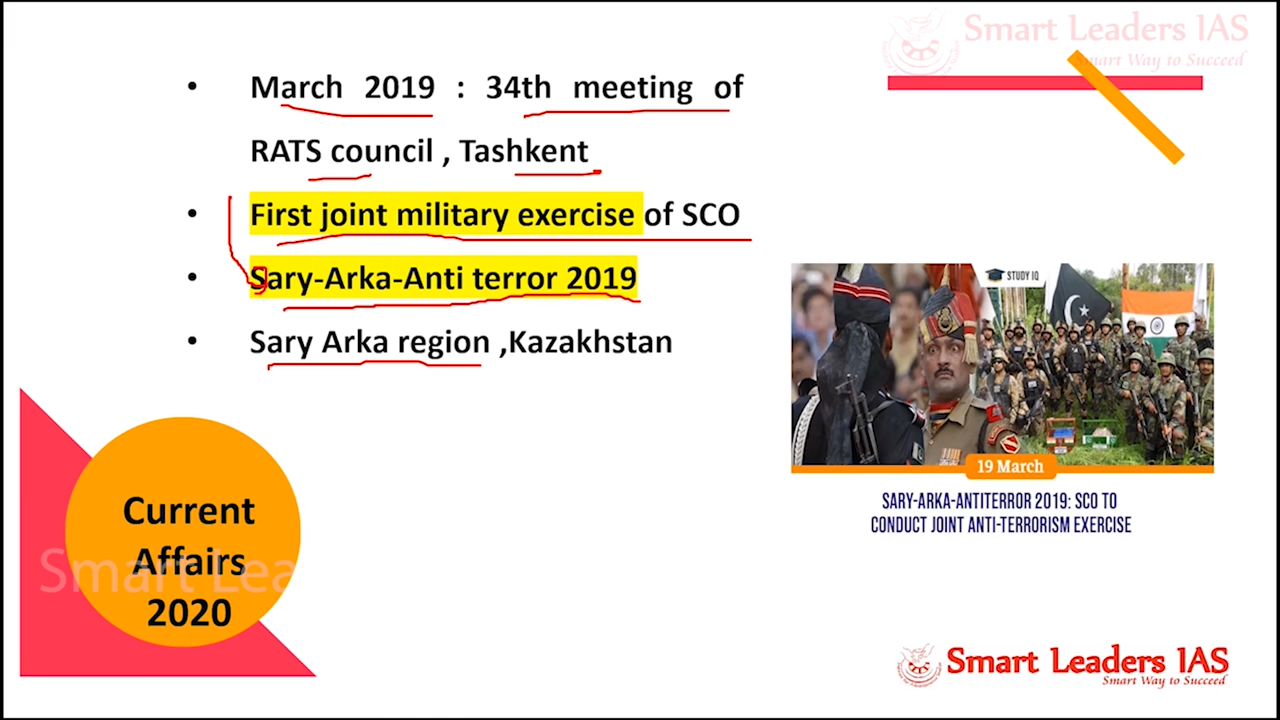 Smart Leaders IAS
Smart Way to Succeed
• March 2019 : 34th meeting of
RATS council , Tashkent
• First joint military exercise of SCO
• Sary-Arka-Anti terror 2019
• Sary Arka region ,Kazakhstan
STUDY IQ
19 March
SARY-ARKA-ANTITERROR 2019: SCO TO
CONDUCT JOINT ANTI-TERRORISM EXERCISE
Current
Affairs
Smart Lea
2020
Smart Leaders IAS
Smart Way to Succeed